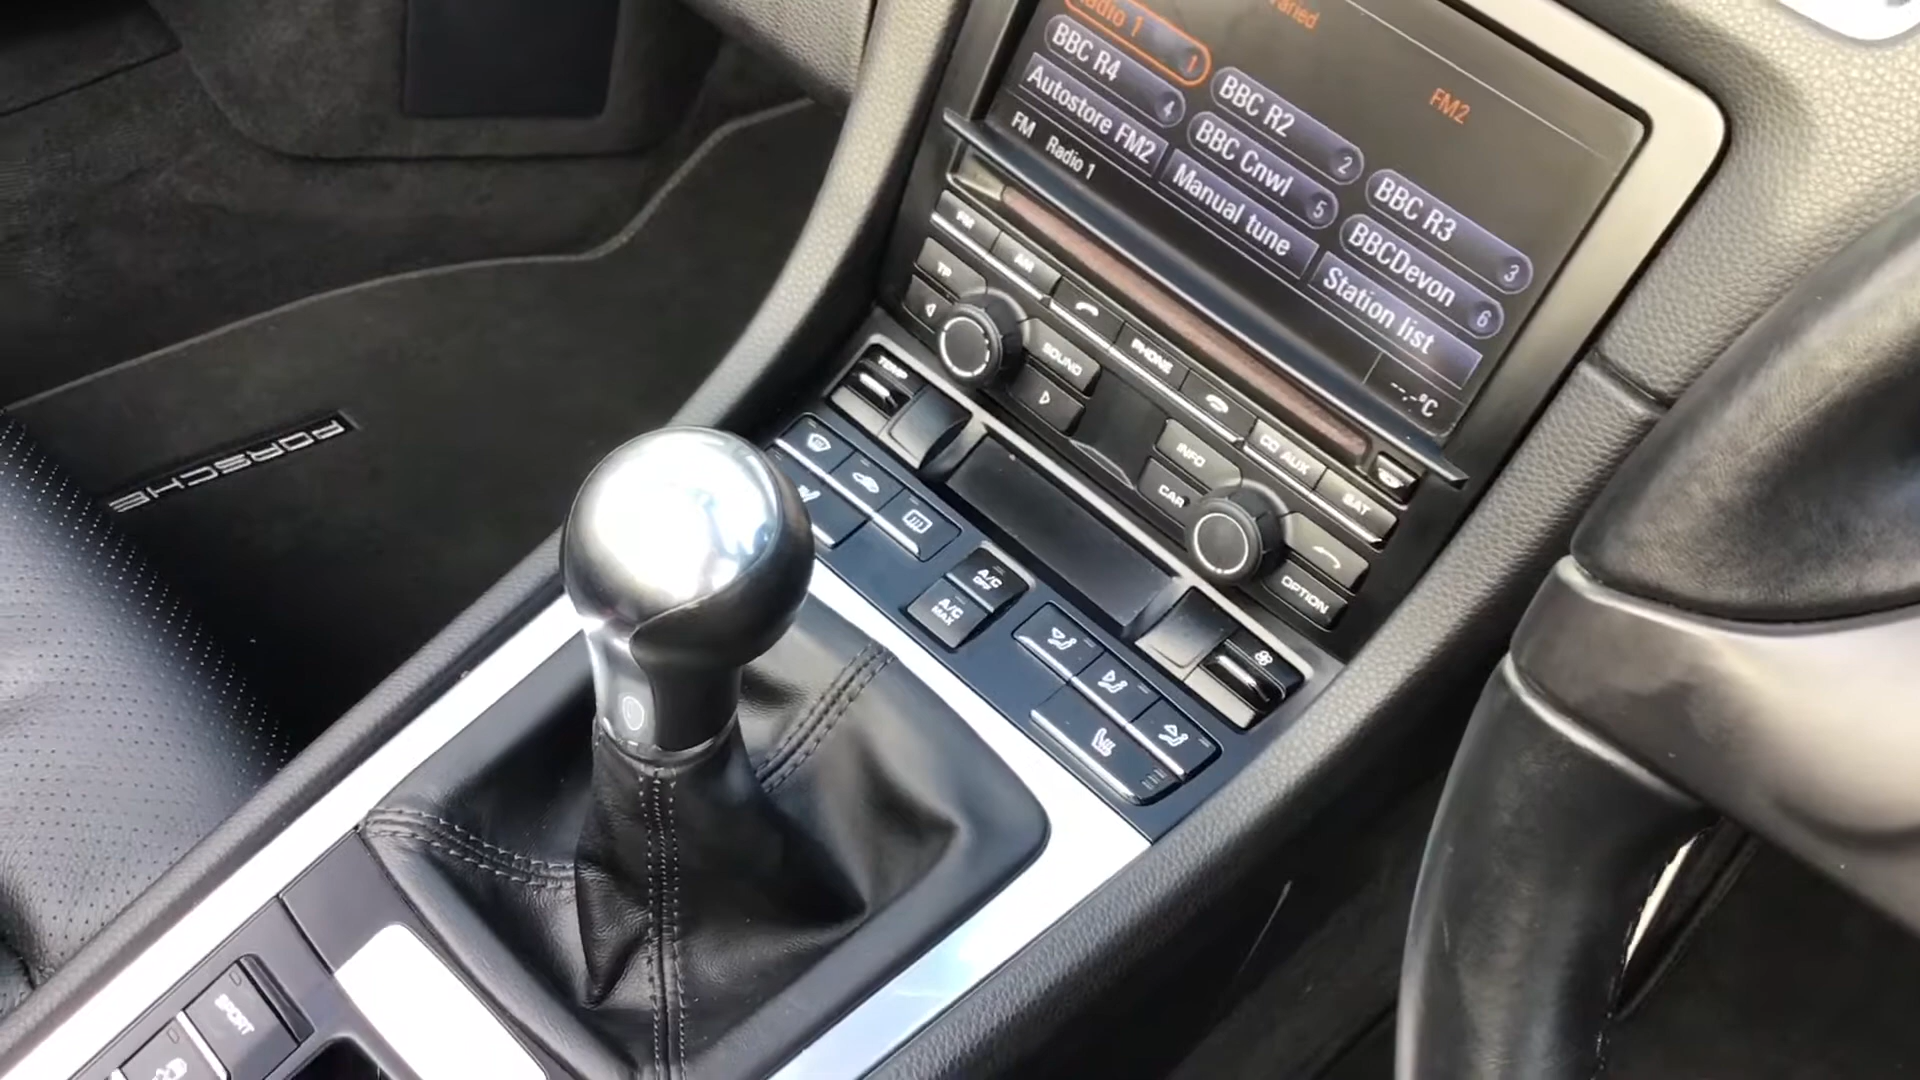 Radio 1 1
Varied
FM2
BBC R4 4
BBC R2 2
BBC R3 3
Autostore FM2
BBC Cnwl 5
BBCDevon 6
FM Radio 1
Manual tune
Station list
--.-°C
FM
AM
TP
SOUND
PHONE
INFO
CAR
CD AUX
SAT
OPTION
TEMP
A/C
OFF
A/C
MAX
PORSCHE
SPORT